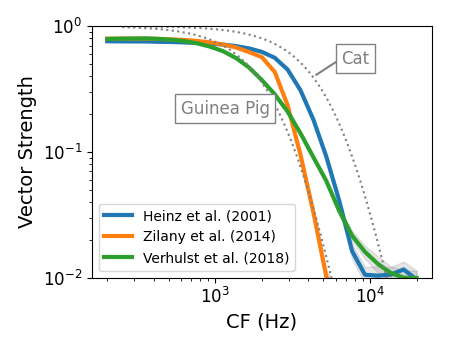 10⁰
Cat
Guinea Pig
10⁻¹
Vector Strength
Heinz et al. (2001)
Zilany et al. (2014)
Verhulst et al. (2018)
10⁻²
10³
10⁴
CF (Hz)